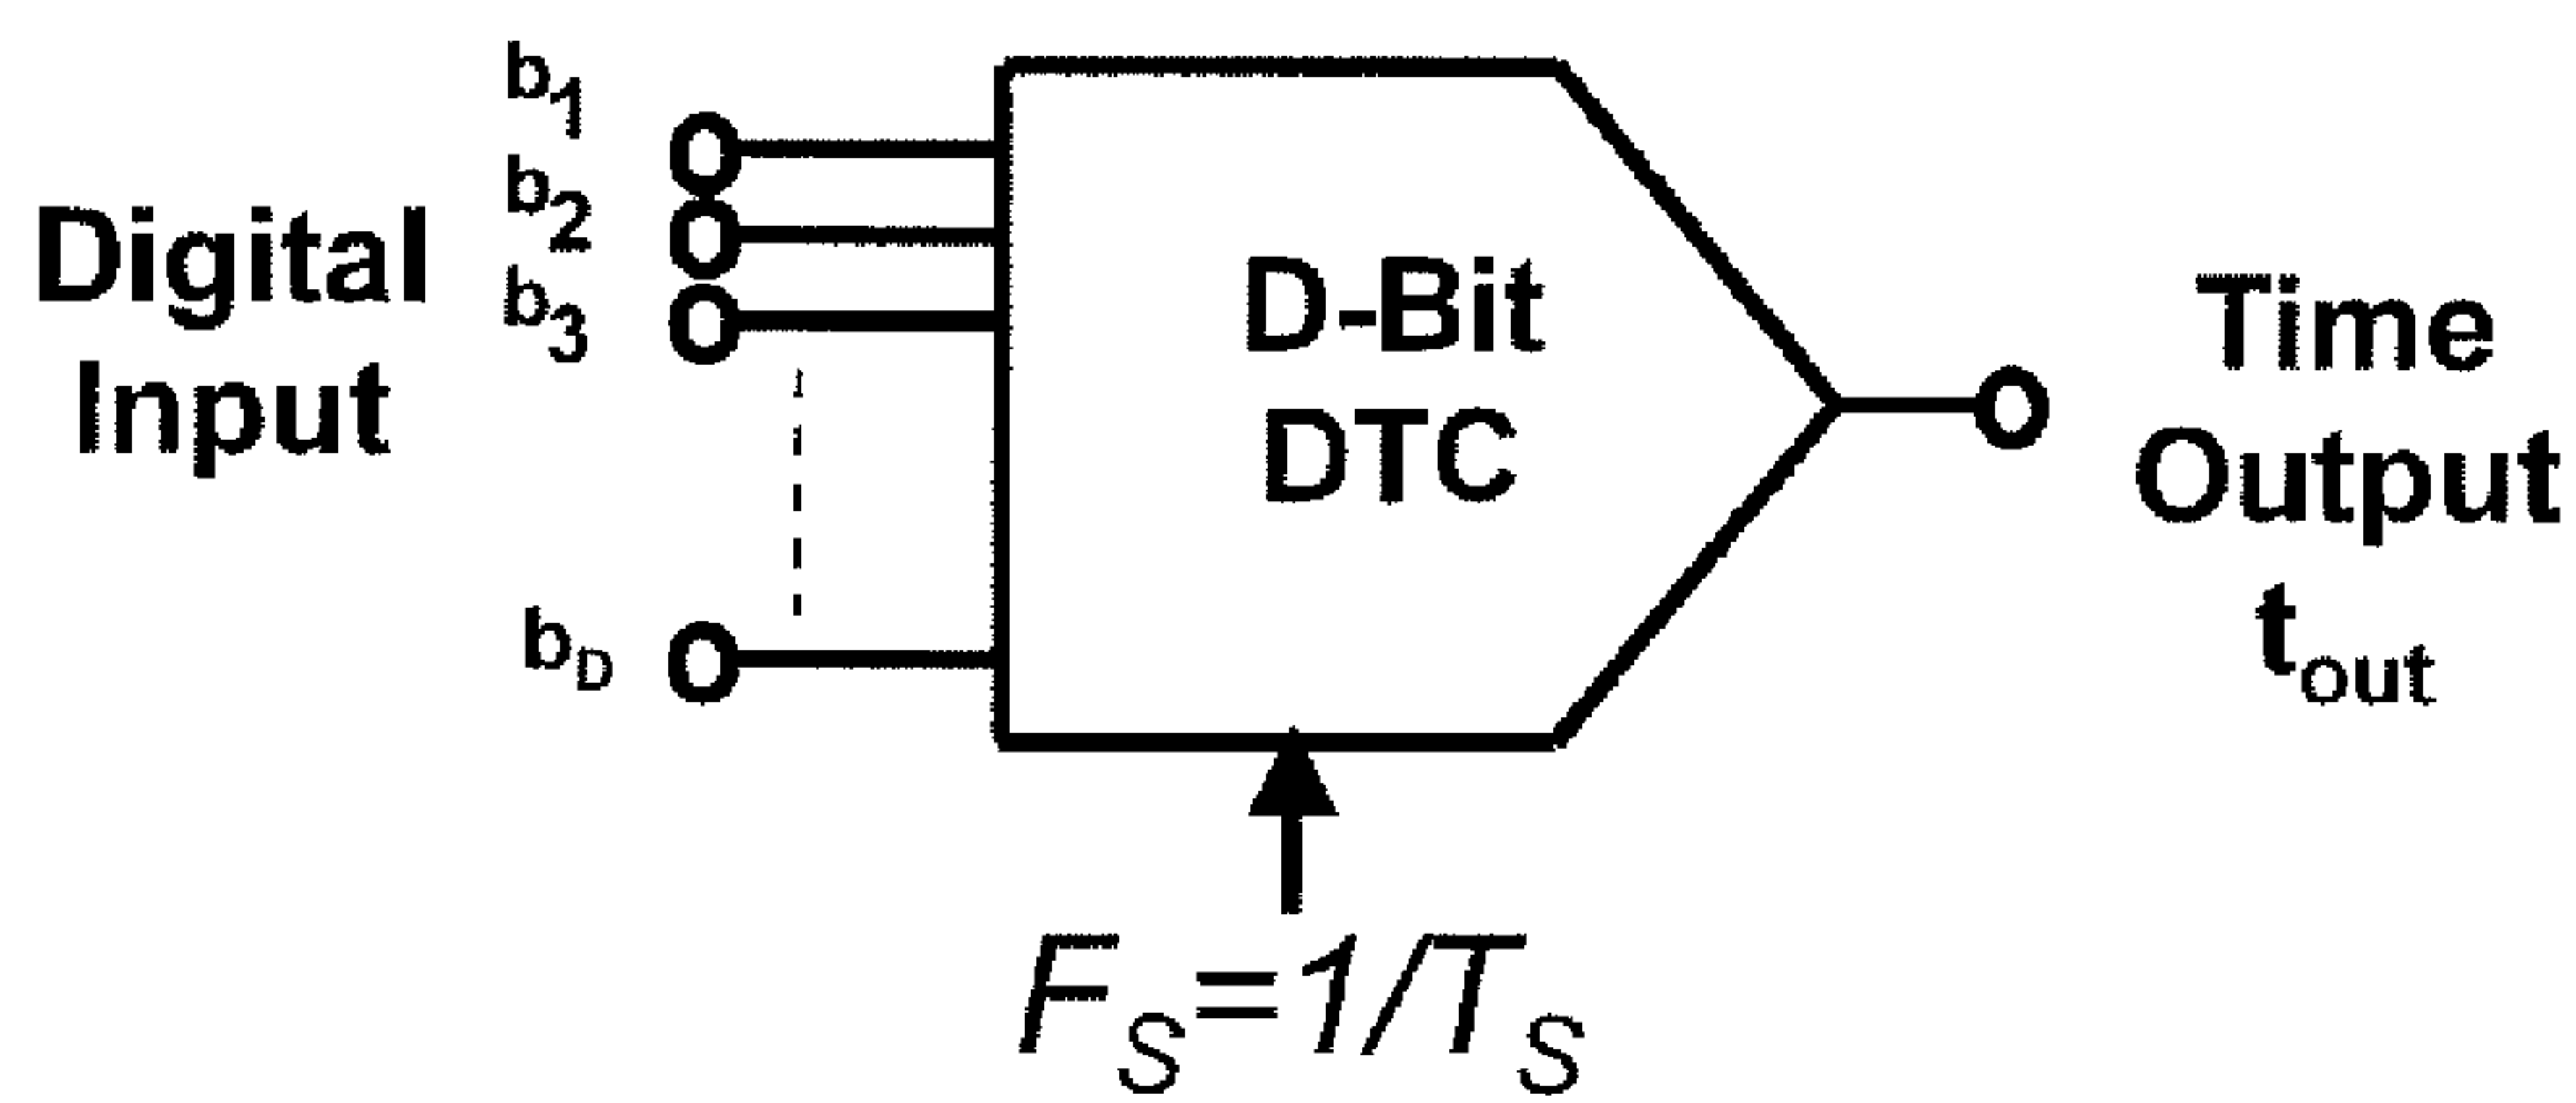 Digital
Input
b1
b2
b3
bD
D-Bit
DTC
Time
Output
tout
FS=1/TS